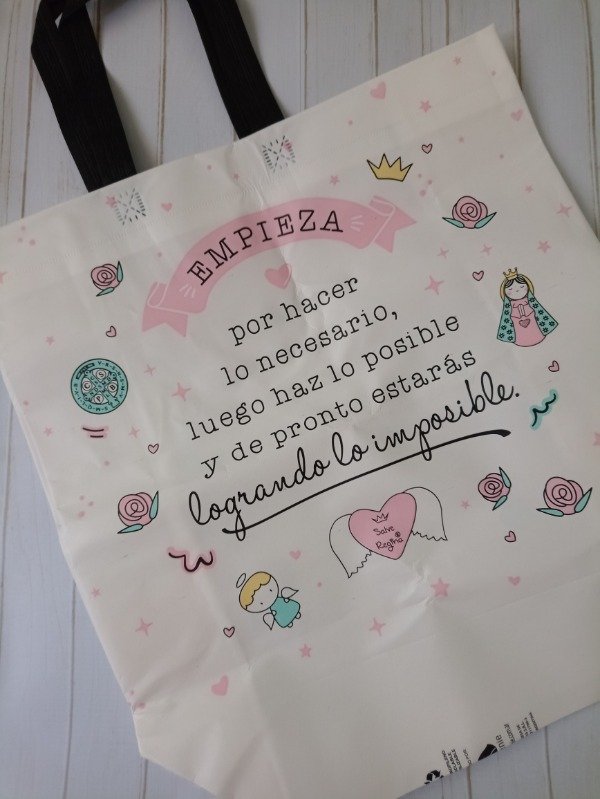 EMPIEZA
por hacer
lo necesario,
luego haz lo posible
y de pronto estarás
logrando lo imposible.
Salve
Regina